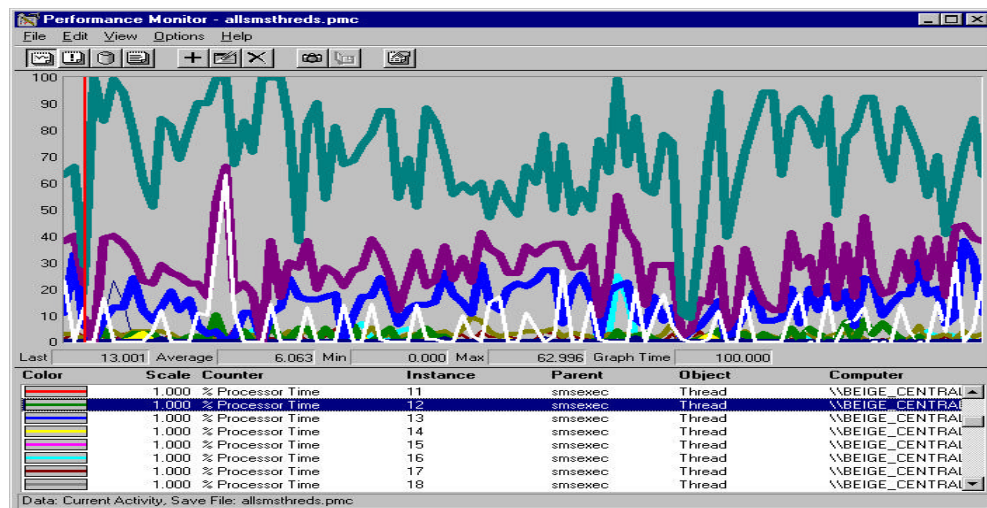 Performance Monitor - allsmsthreds.pmc
File Edit View Options Help
100
90
80
70
60
50
40
30
20
10
0
Last 13.001 Average 6.063 Min 0.000 Max 62.996 Graph Time 100.000
Color Scale Counter Instance Parent Object Computer
1.000 % Processor Time 11 smsexec Thread \\BEIGE_CENTRAL
1.000 % Processor Time 12 smsexec Thread \\BEIGE_CENTRAL
1.000 % Processor Time 13 smsexec Thread \\BEIGE_CENTRAL
1.000 % Processor Time 14 smsexec Thread \\BEIGE_CENTRAL
1.000 % Processor Time 15 smsexec Thread \\BEIGE_CENTRAL
1.000 % Processor Time 16 smsexec Thread \\BEIGE_CENTRAL
1.000 % Processor Time 17 smsexec Thread \\BEIGE_CENTRAL
1.000 % Processor Time 18 smsexec Thread \\BEIGE_CENTRAL
Data: Current Activity, Save File: allsmsthreds.pmc